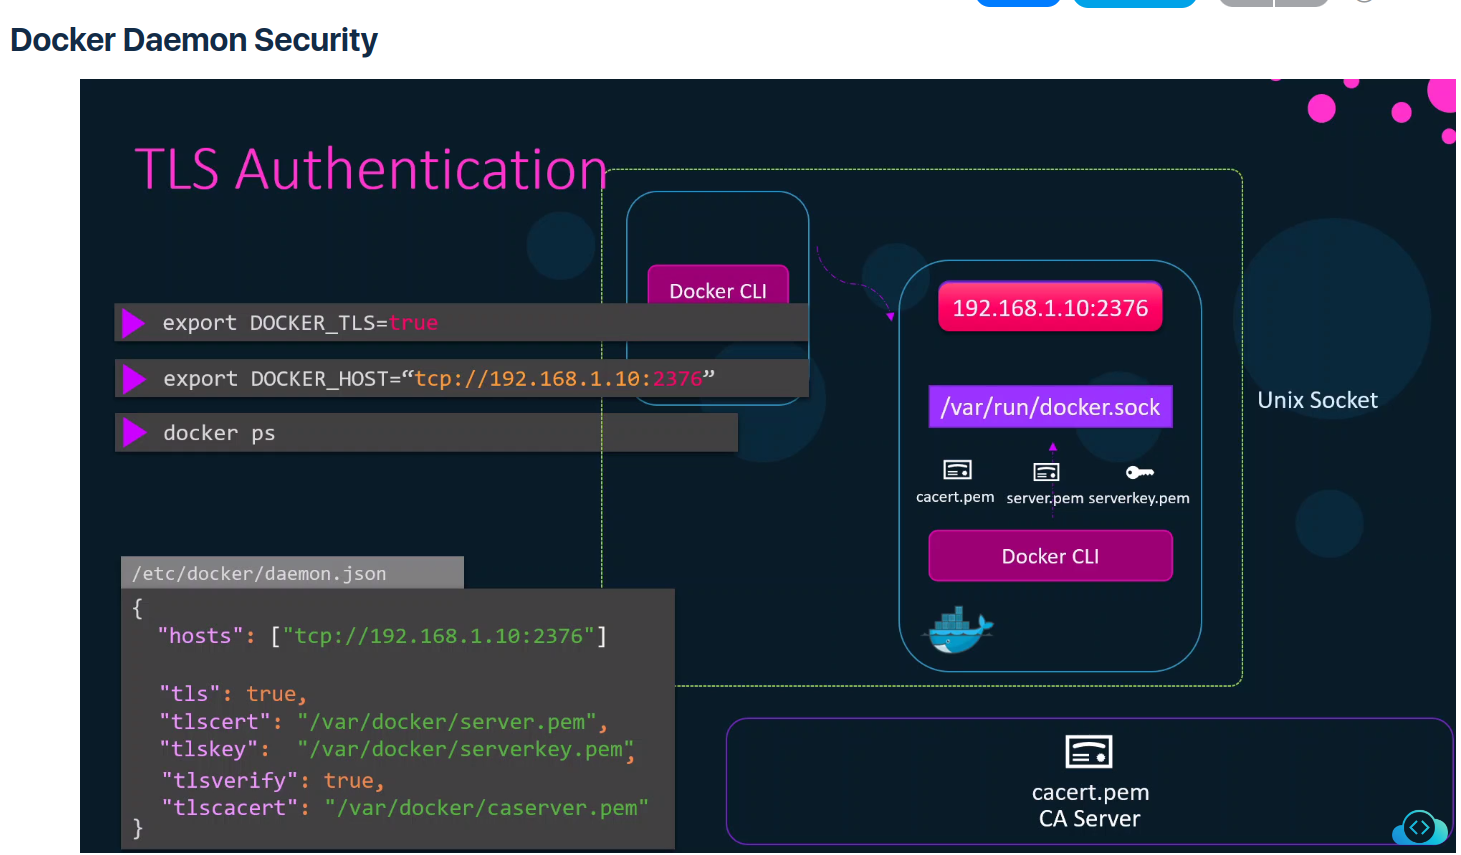 Docker Daemon Security
TLS Authentication
Docker CLI
export DOCKER_TLS=true
export DOCKER_HOST=“tcp://192.168.1.10:2376”
docker ps
192.168.1.10:2376
/var/run/docker.sock
Unix Socket
cacert.pem
server.pem
serverkey.pem
Docker CLI
/etc/docker/daemon.json
{
"hosts": ["tcp://192.168.1.10:2376"]
"tls": true,
"tlscert": "/var/docker/server.pem",
"tlskey": "/var/docker/serverkey.pem",
"tlsverify": true,
"tlscacert": "/var/docker/caserver.pem"
}
cacert.pem
CA Server